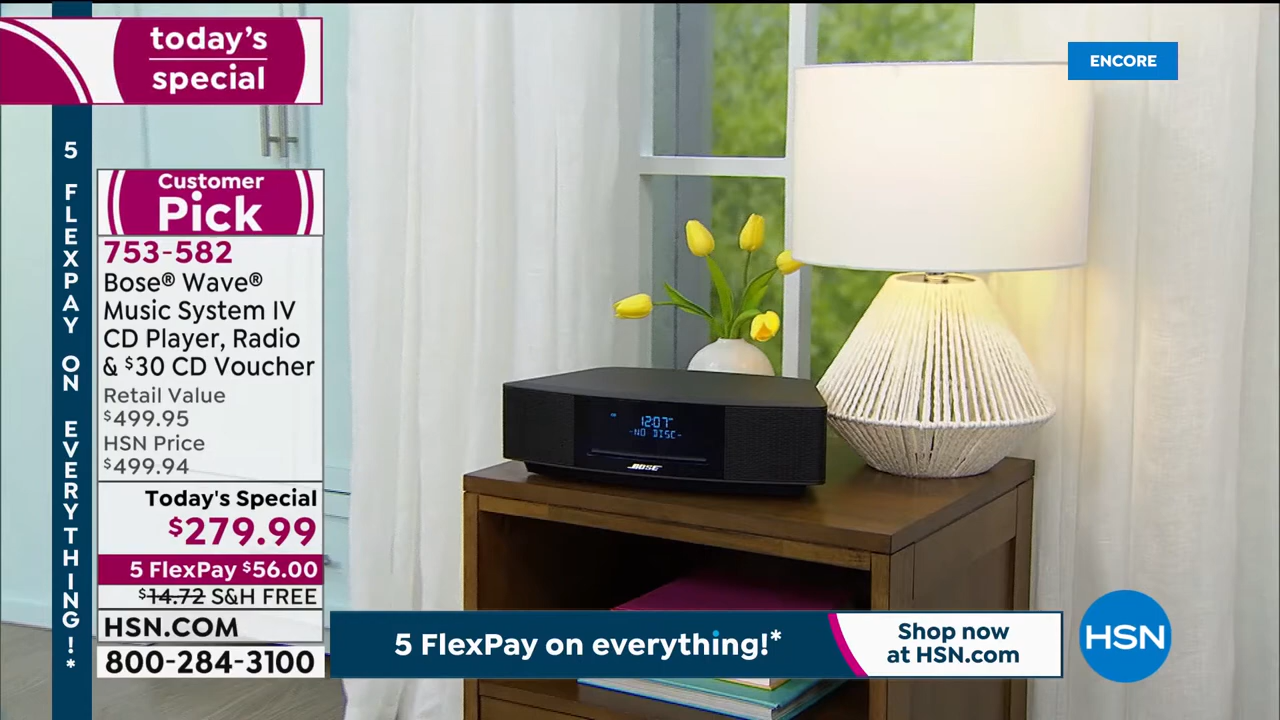 today's
special
ENCORE
5 FLEXPAY ON EVERYTHING!*
Customer
Pick
753-582
Bose® Wave®
Music System IV
CD Player, Radio
& $30 CD Voucher
Retail Value
$499.95
HSN Price
$499.94
Today's Special
$279.99
5 FlexPay $56.00
$14.72 S&H FREE
HSN.COM
800-284-3100
12:07
-NO DISC-
BOSE
5 FlexPay on everything!*
Shop now
at HSN.com
HSN